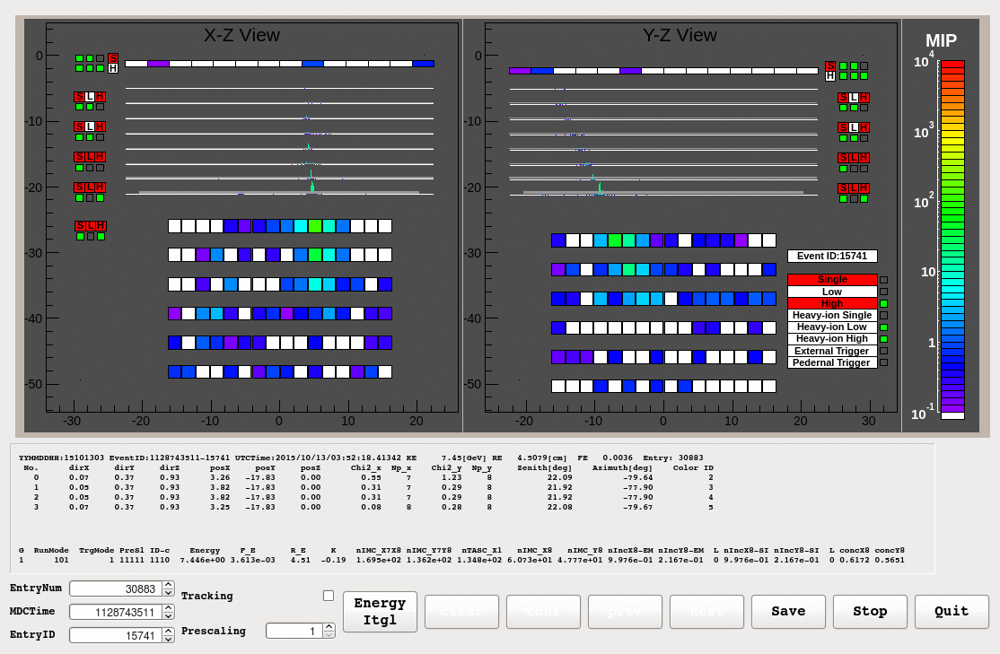 X-Z View
Y-Z View
MIP
0
-10
-20
-30
-40
-50
-30 -20 -10 0 10 20
0
-10
-20
-30
-40
-50
-20 -10 0 10 20 30
S
H
S L H
S L H
S L H
S L H
S L H
S
H
S L H
S L H
S L H
S L H
Event ID:15741
Single
Low
High
Heavy-ion Single
Heavy-ion Low
Heavy-ion High
External Trigger
Pedernal Trigger
10^4
10^3
10^2
10
1
10^-1
YYMMDDHH:15101303 EventID:1128743511-15741 UTCTime:2015/10/13/03:52:18.41342 KE 7.45[GeV] RE 4.5079[cm] FE 0.0036 Entry: 30883
No. dirX dirY dirZ posX posY posZ Chi2_x Np_x Chi2_y Np_y Zenith[deg] Azimuth[deg] Color ID
0 0.07 0.37 0.93 3.26 -17.83 0.00 0.55 7 1.23 8 22.09 -79.64 2
1 0.05 0.37 0.93 3.82 -17.83 0.00 0.31 7 0.29 8 21.92 -77.90 3
2 0.05 0.37 0.93 3.82 -17.83 0.00 0.31 7 0.29 8 21.92 -77.90 4
3 0.07 0.37 0.93 3.25 -17.83 0.00 0.08 8 0.28 8 22.08 -79.67 5
G RunMode TrgMode PreSl ID-c Energy F_E R_E K nIMC_X7X8 nIMC_Y7Y8 nTASC_X1 nIMC_X8 nIMC_Y8 nIncX8-EM nIncY8-EM L nIncX8-SI nIncY8-SI L concX8 concY8
1 101 1 11111 1110 7.446e+00 3.613e-03 4.51 -0.19 1.695e+02 1.362e+02 1.348e+02 6.073e+01 4.777e+01 9.976e-01 2.167e-01 0 9.976e-01 2.167e-01 0 0.6172 0.5651
EntryNum 30883
MDCTime 1128743511
EntryID 15741
Tracking
Prescaling 1
Energy
Itgl
Clear
Conf
prev
next
Save
Stop
Quit